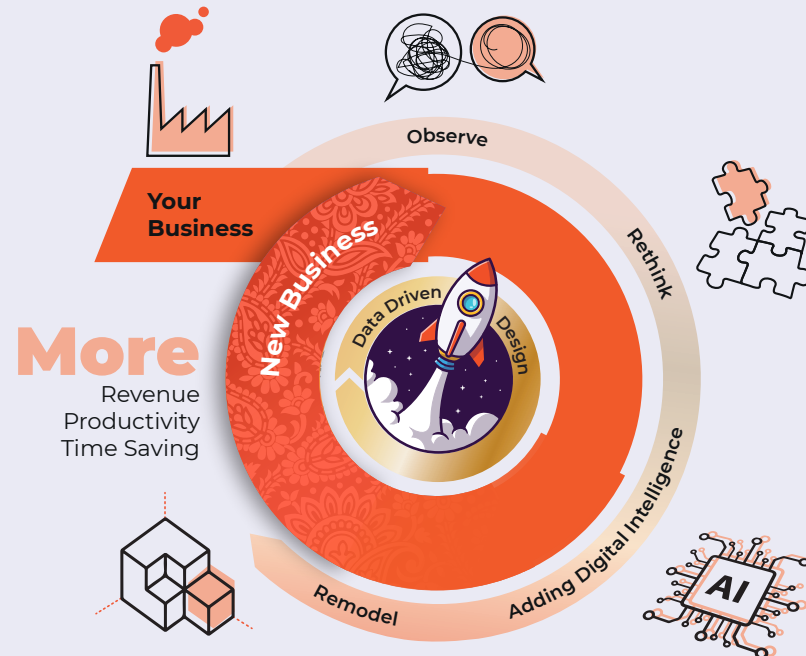 Observe
Your
Business
Rethink
New Business
Data Driven
Design
More
Revenue
Productivity
Time Saving
Adding Digital Intelligence
AI
Remodel